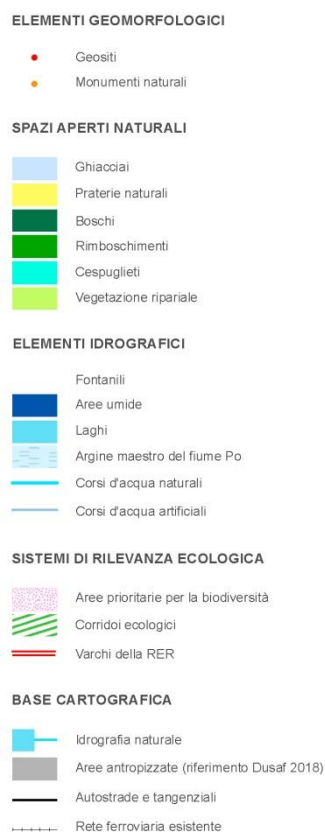 ELEMENTI GEOMORFOLOGICI
Geositi
Monumenti naturali
SPAZI APERTI NATURALI
Ghiacciai
Praterie naturali
Boschi
Rimboschimenti
Cespuglieti
Vegetazione ripariale
ELEMENTI IDROGRAFICI
Fontanili
Aree umide
Laghi
Argine maestro del fiume Po
Corsi d'acqua naturali
Corsi d'acqua artificiali
SISTEMI DI RILEVANZA ECOLOGICA
Aree prioritarie per la biodiversità
Corridoi ecologici
Varchi della RER
BASE CARTOGRAFICA
Idrografia naturale
Aree antropizzate (riferimento Dusaf 2018)
Autostrade e tangenziali
Rete ferroviaria esistente